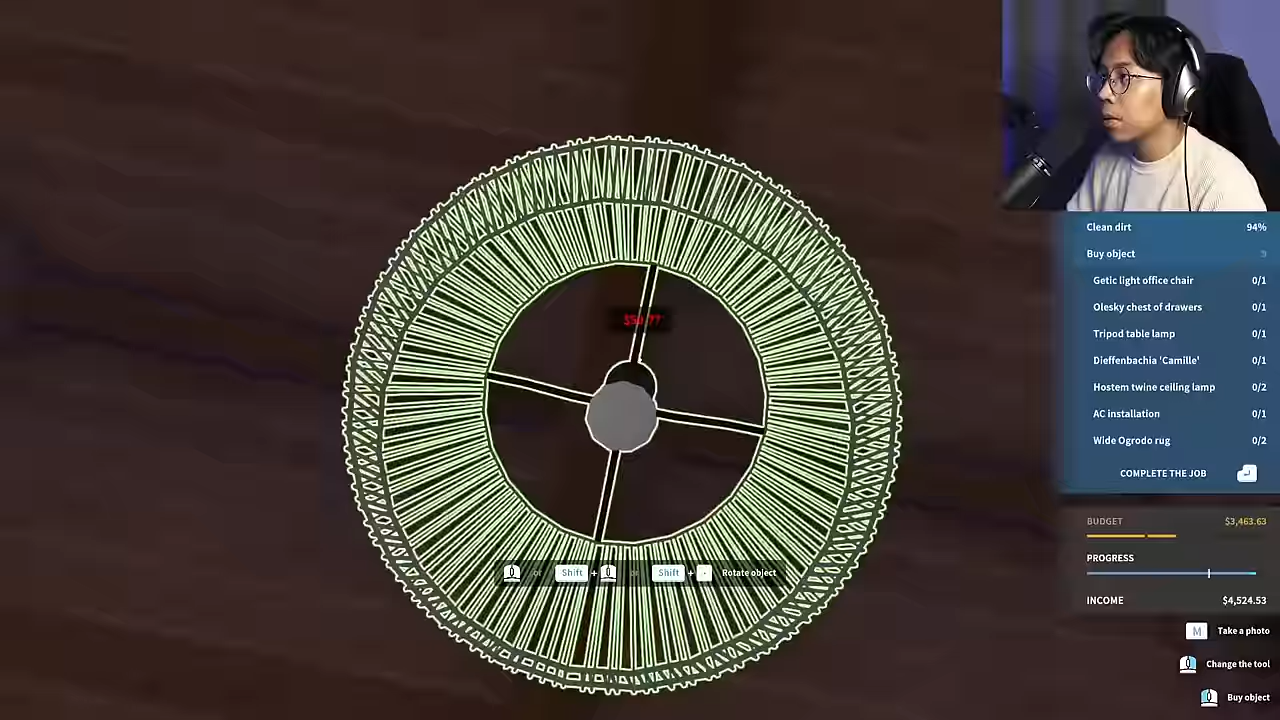 Clean dirt 94%
Buy object
Getic light office chair 0/1
Olesky chest of drawers 0/1
Tripod table lamp 0/1
Dieffenbachia 'Camille' 0/1
Hostem twine ceiling lamp 0/2
AC installation 0/1
Wide Ogrodo rug 0/2
COMPLETE THE JOB
BUDGET $3,463.63
PROGRESS
INCOME $4,524.53
or Shift + or Shift + Rotate object
M Take a photo
Change the tool
Buy object